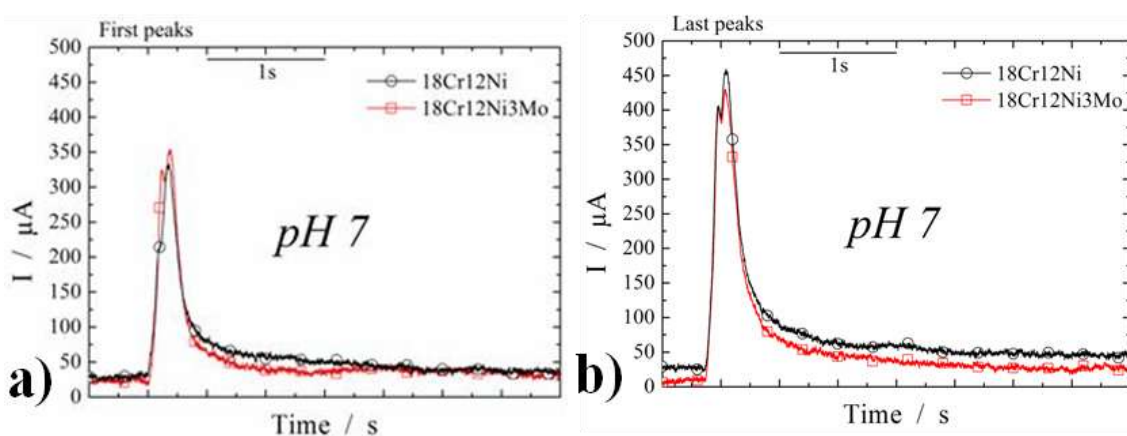 First peaks
500
450
400
350
300
250
200
150
100
50
0
I / µA
1s
18Cr12Ni
18Cr12Ni3Mo
pH 7
a)
Time / s
Last peaks
500
450
400
350
300
250
200
150
100
50
0
I / µA
1s
18Cr12Ni
18Cr12Ni3Mo
pH 7
b)
Time / s